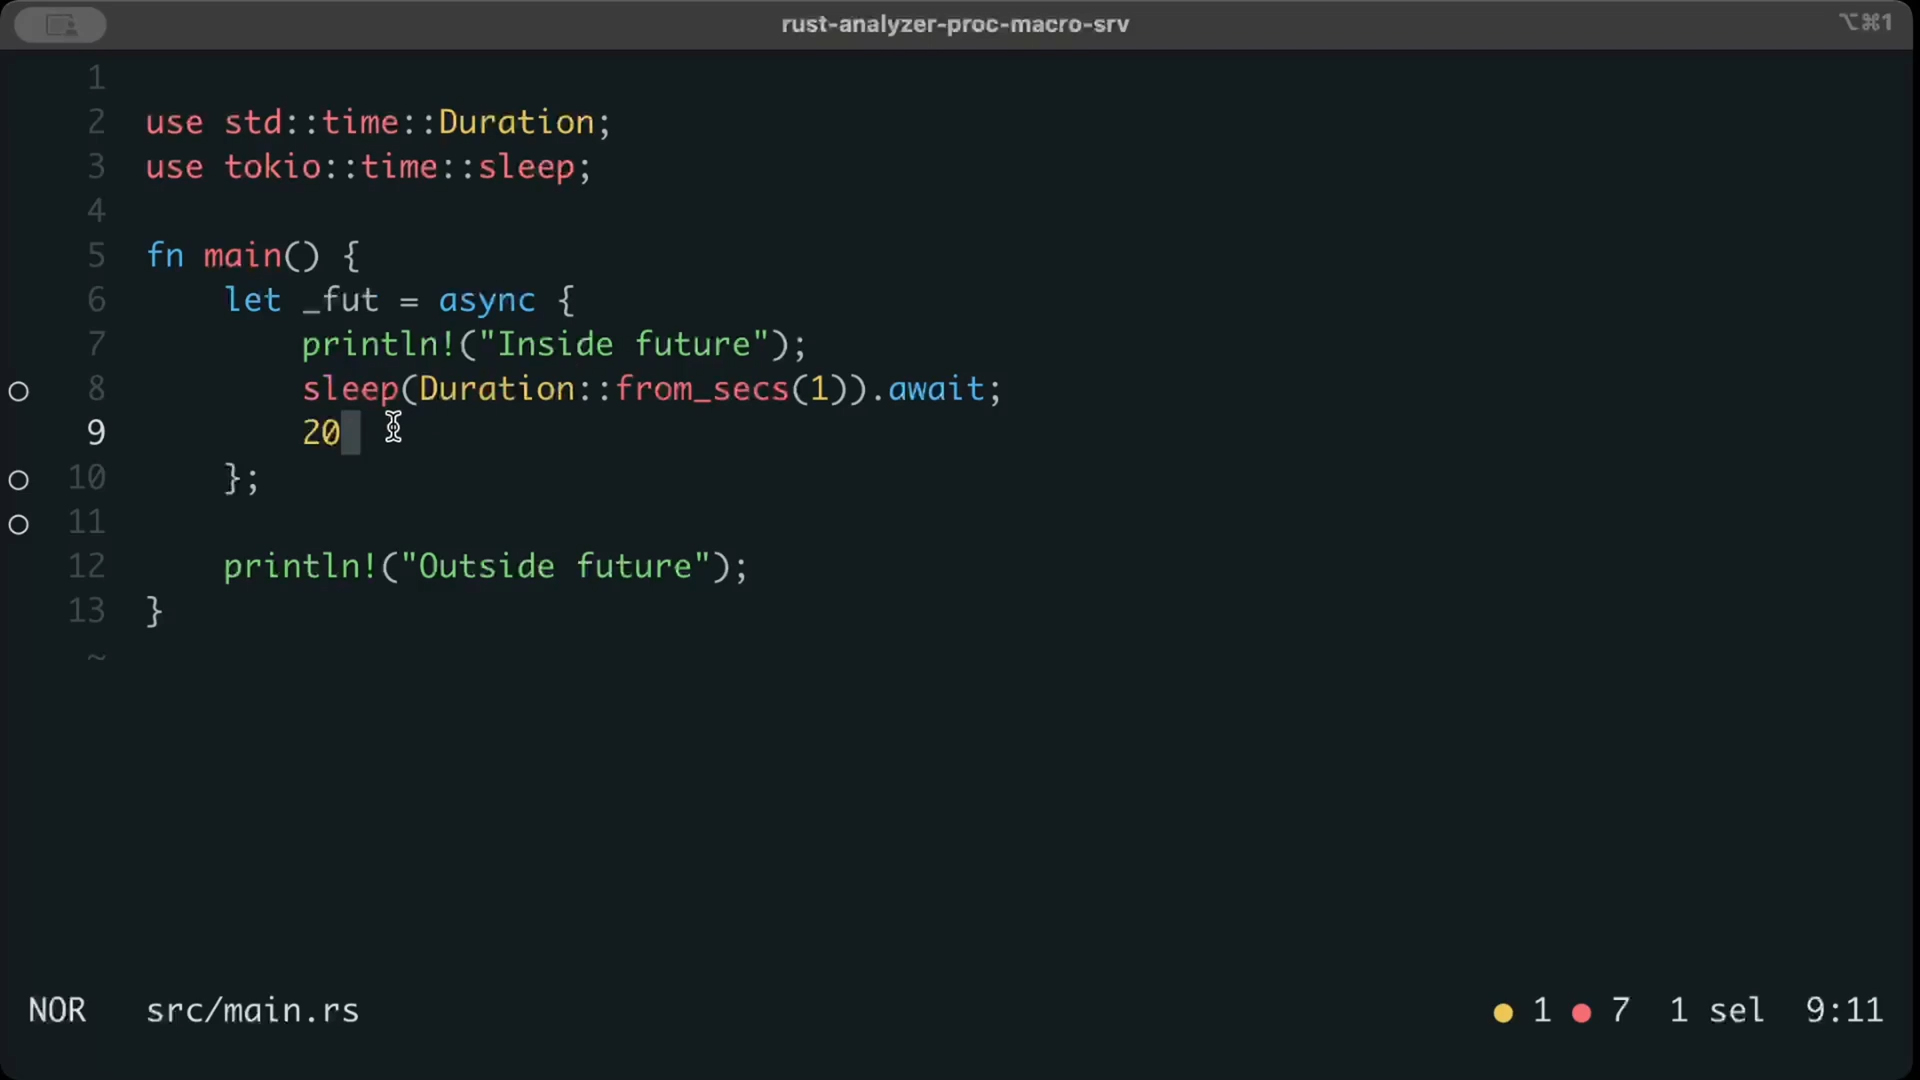 rust-analyzer-proc-macro-srv ⌥⌘1
1
2 use std::time::Duration;
3 use tokio::time::sleep;
4
5 fn main() {
6     let _fut = async {
7         println!("Inside future");
8         sleep(Duration::from_secs(1)).await;
9         20
10     };
11
12     println!("Outside future");
13 }
~
NOR src/main.rs 1 7 1 sel 9:11